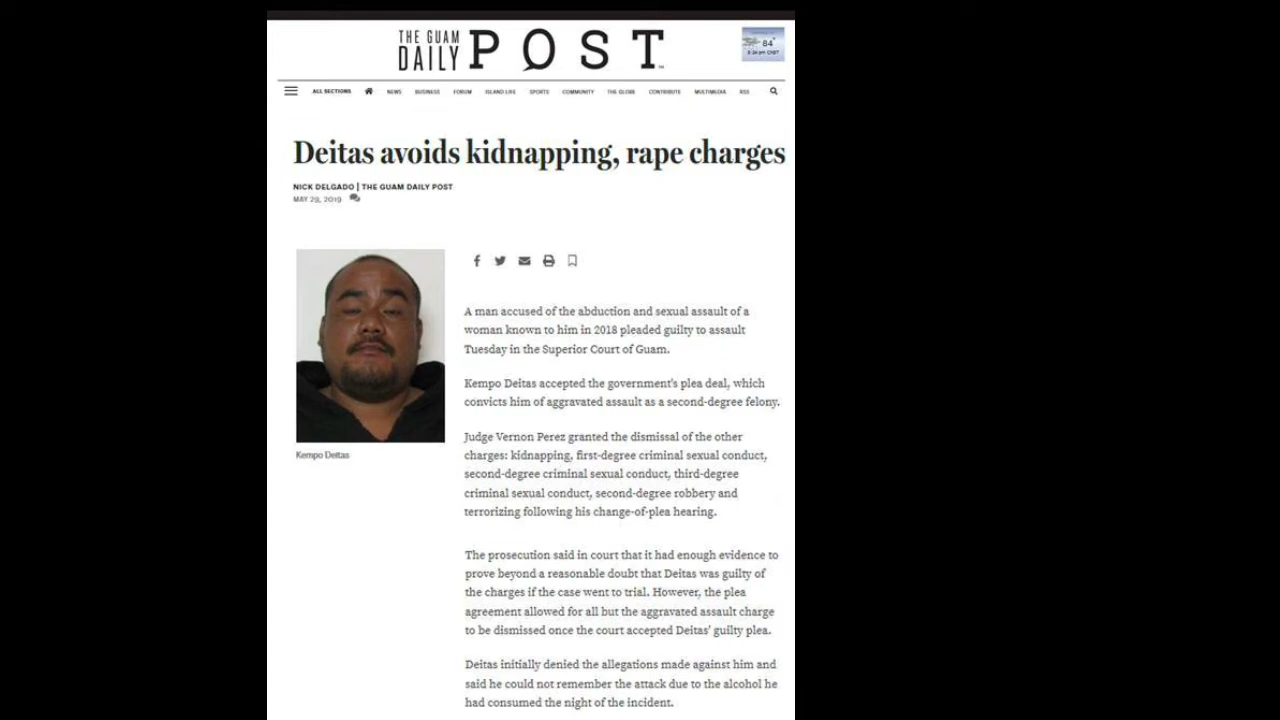 THE GUAM
DAILY POST
84°
ALL SECTIONS NEWS BUSINESS FORUM ISLAND LIFE SPORTS COMMUNITY THE GLOBE CONTRIBUTE MULTIMEDIA RSS
Deitas avoids kidnapping, rape charges
NICK DELGADO | THE GUAM DAILY POST
MAY 29, 2019
A man accused of the abduction and sexual assault of a
woman known to him in 2018 pleaded guilty to assault
Tuesday in the Superior Court of Guam.
Kempo Deitas accepted the government's plea deal, which
convicts him of aggravated assault as a second-degree felony.
Judge Vernon Perez granted the dismissal of the other
charges: kidnapping, first-degree criminal sexual conduct,
second-degree criminal sexual conduct, third-degree
criminal sexual conduct, second-degree robbery and
terrorizing following his change-of-plea hearing.
Kempo Deitas
The prosecution said in court that it had enough evidence to
prove beyond a reasonable doubt that Deitas was guilty of
the charges if the case went to trial. However, the plea
agreement allowed for all but the aggravated assault charge
to be dismissed once the court accepted Deitas' guilty plea.
Deitas initially denied the allegations made against him and
said he could not remember the attack due to the alcohol he
had consumed the night of the incident.